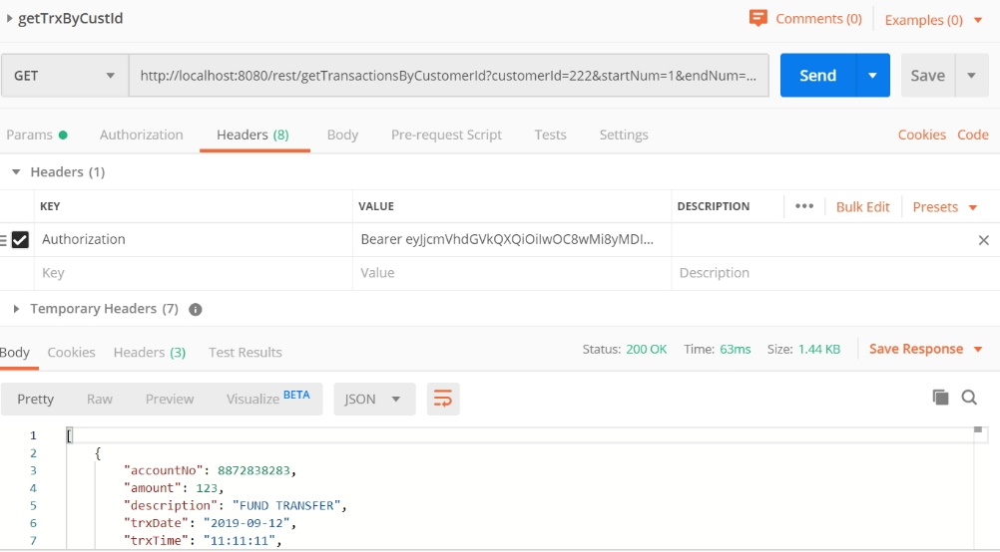 getTrxByCustId
Comments (0)
Examples (0)
GET
http://localhost:8080/rest/getTransactionsByCustomerId?customerId=222&startNum=1&endNum=...
Send
Save
Params
Authorization
Headers (8)
Body
Pre-request Script
Tests
Settings
Cookies
Code
Headers (1)
KEY
VALUE
DESCRIPTION
Bulk Edit
Presets
Authorization
Bearer eyJjcmVhdGVkQXQiOiIwOC8wMi8yMDI...
Key
Value
Description
Temporary Headers (7)
Body
Cookies
Headers (3)
Test Results
Status: 200 OK
Time: 63ms
Size: 1.44 KB
Save Response
Pretty
Raw
Preview
Visualize BETA
JSON
1 [
2 {
3 "accountNo": 8872838283,
4 "amount": 123,
5 "description": "FUND TRANSFER",
6 "trxDate": "2019-09-12",
7 "trxTime": "11:11:11",